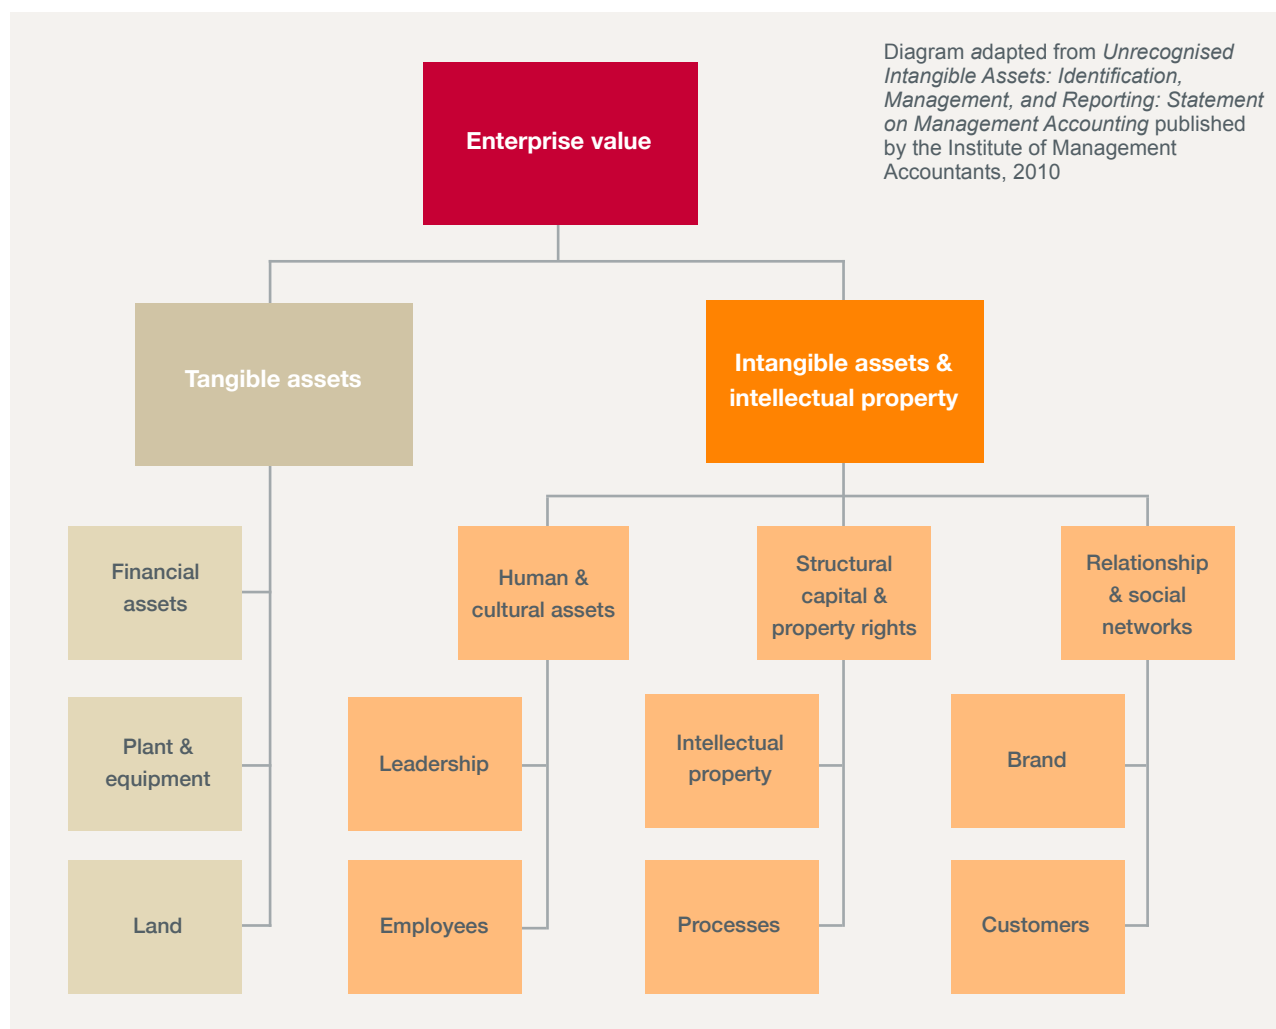 Diagram adapted from Unrecognised
Intangible Assets: Identification,
Management, and Reporting: Statement
on Management Accounting published
by the Institute of Management
Accountants, 2010
Enterprise value
Tangible assets
Intangible assets &
intellectual property
Financial
assets
Human &
cultural assets
Structural
capital &
property rights
Relationship
& social
networks
Plant &
equipment
Leadership
Intellectual
property
Brand
Land
Employees
Processes
Customers